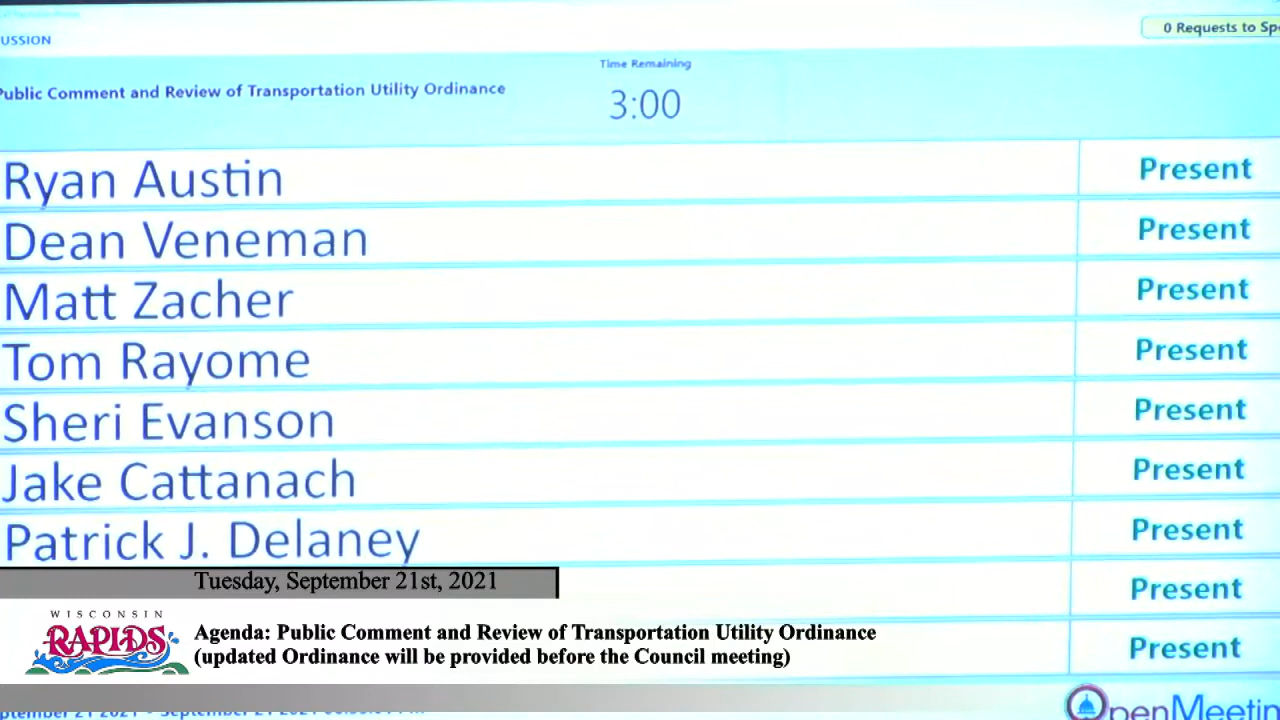 USSION
0 Requests to Spe
Time Remaining
Public Comment and Review of Transportation Utility Ordinance
3:00
Ryan Austin Present
Dean Veneman Present
Matt Zacher Present
Tom Rayome Present
Sheri Evanson Present
Jake Cattanach Present
Patrick J. Delaney Present
Present
Present
Tuesday, September 21st, 2021
WISCONSIN
RAPIDS
Agenda: Public Comment and Review of Transportation Utility Ordinance
(updated Ordinance will be provided before the Council meeting)
OpenMeetin